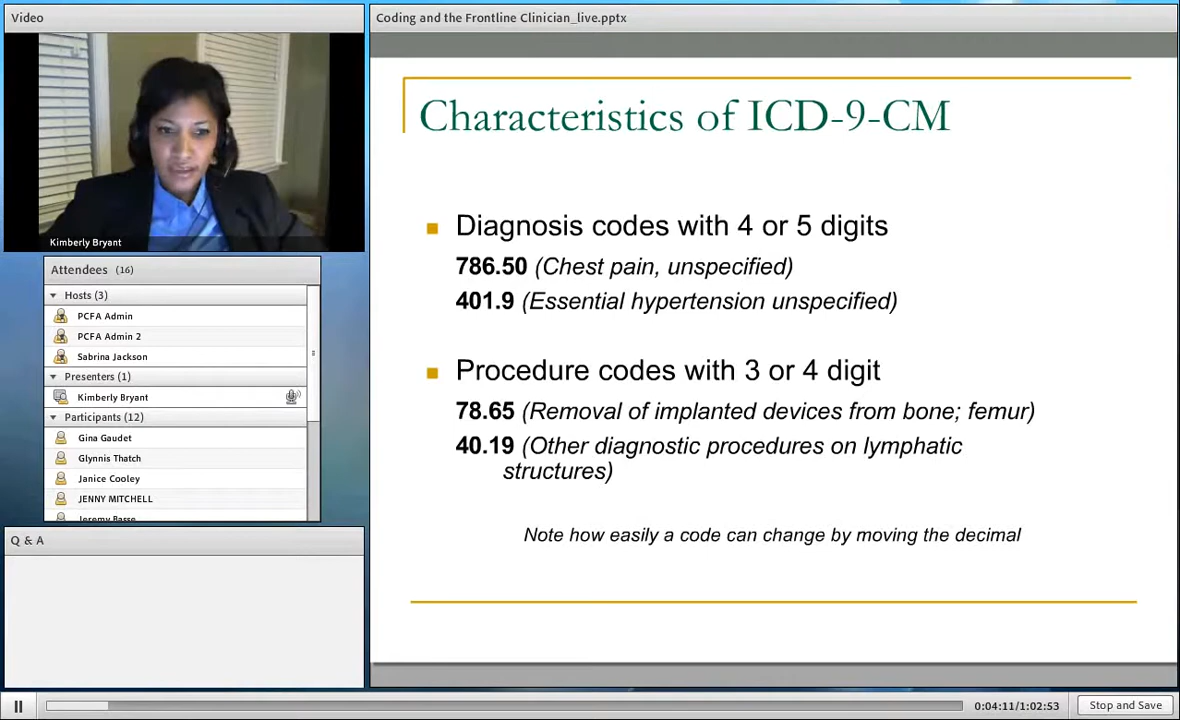 Video
Coding and the Frontline Clinician_live.pptx
Kimberly Bryant
Attendees (16)
Hosts (3)
PCFA Admin
PCFA Admin 2
Sabrina Jackson
Presenters (1)
Kimberly Bryant
Participants (12)
Gina Gaudet
Glynnis Thatch
Janice Cooley
JENNY MITCHELL
Jeremy Basse
Q & A
Characteristics of ICD-9-CM
Diagnosis codes with 4 or 5 digits
786.50 (Chest pain, unspecified)
401.9 (Essential hypertension unspecified)
Procedure codes with 3 or 4 digit
78.65 (Removal of implanted devices from bone; femur)
40.19 (Other diagnostic procedures on lymphatic
structures)
Note how easily a code can change by moving the decimal
0:04:11/1:02:53
Stop and Save